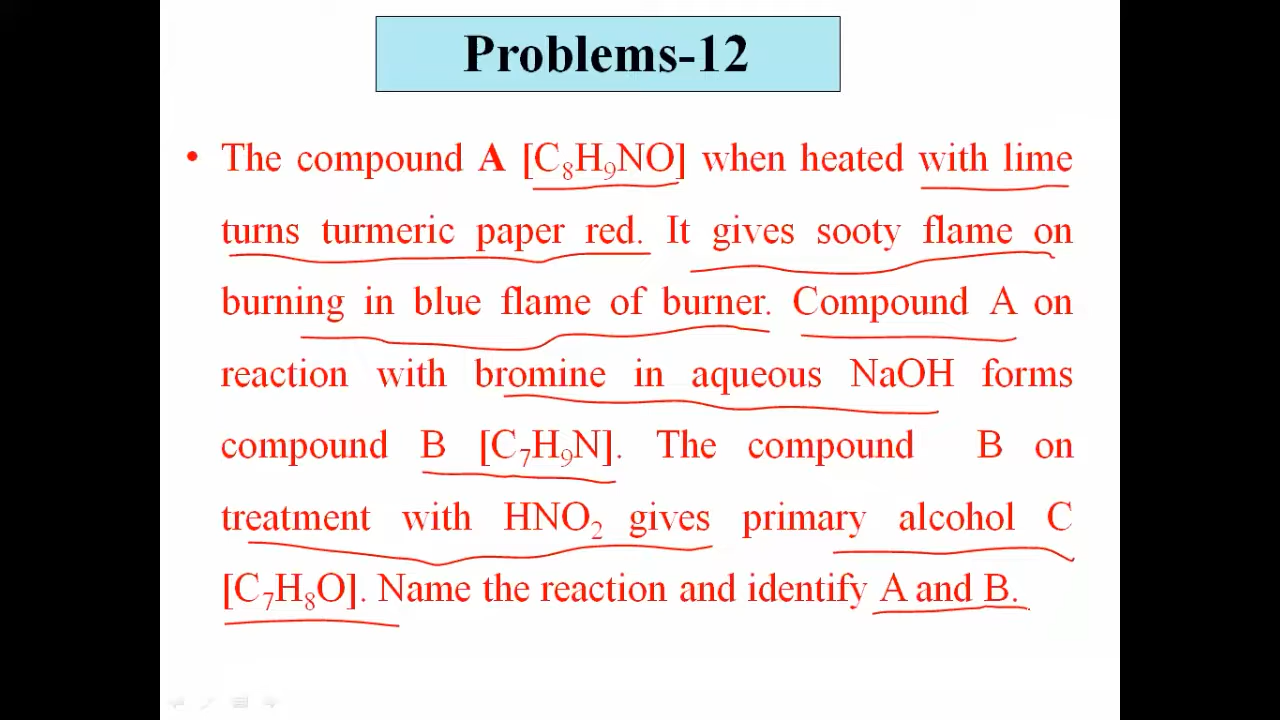 Problems-12
• The compound A [C₈H₉NO] when heated with lime
turns turmeric paper red. It gives sooty flame on
burning in blue flame of burner. Compound A on
reaction with bromine in aqueous NaOH forms
compound B [C₇H₉N]. The compound B on
treatment with HNO₂ gives primary alcohol C
[C₇H₈O]. Name the reaction and identify A and B.